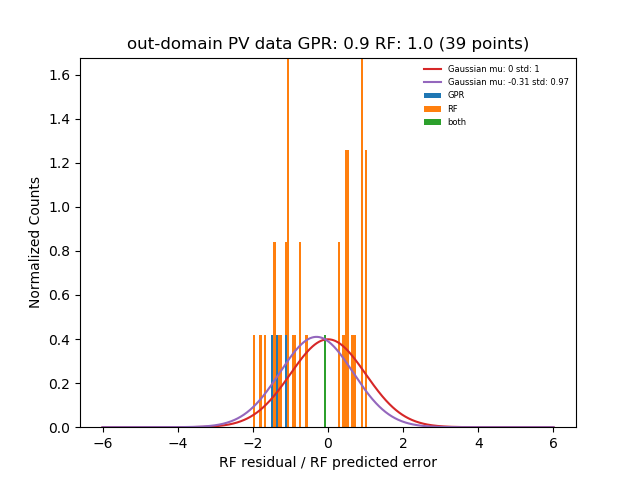 out-domain PV data GPR: 0.9 RF: 1.0 (39 points)
Gaussian mu: 0 std: 1
Gaussian mu: -0.31 std: 0.97
GPR
RF
both
Normalized Counts
1.6
1.4
1.2
1.0
0.8
0.6
0.4
0.2
0.0
−6 −4 −2 0 2 4 6
RF residual / RF predicted error